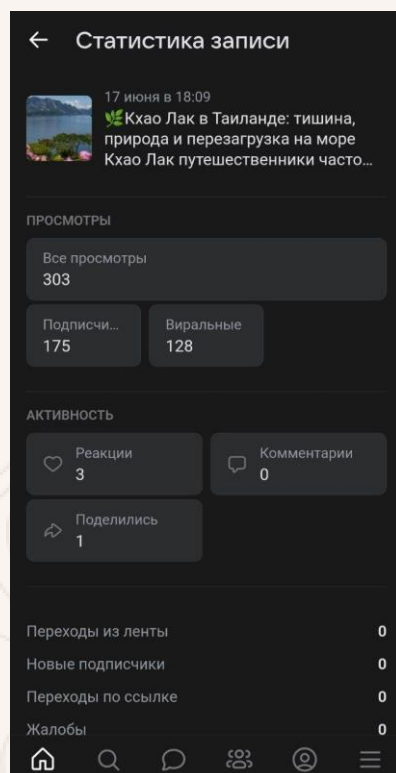 Статистика записи
17 июня в 18:09
🌿Кхао Лак в Таиланде: тишина,
природа и перезагрузка на море
Кхао Лак путешественники часто...
ПРОСМОТРЫ
Все просмотры
303
Подписчи...
175
Виральные
128
АКТИВНОСТЬ
Реакции
3
Комментарии
0
Поделились
1
Переходы из ленты 0
Новые подписчики 0
Переходы по ссылке 0
Жалобы 0